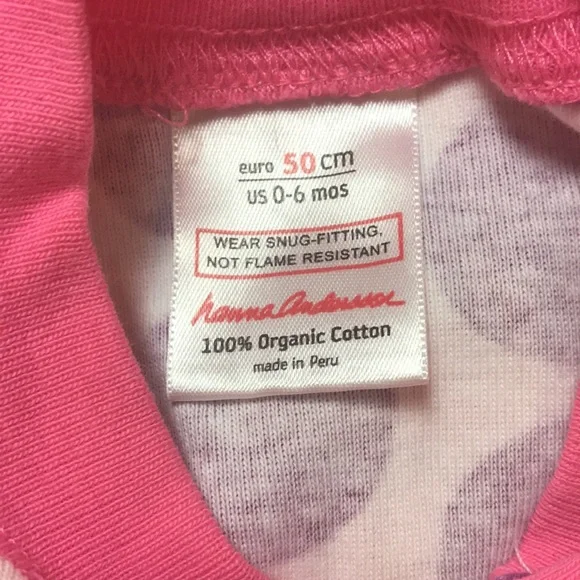 euro 50 cm
US 0-6 mos
WEAR SNUG-FITTING.
NOT FLAME RESISTANT
hanna andersson
100% Organic Cotton
made in Peru